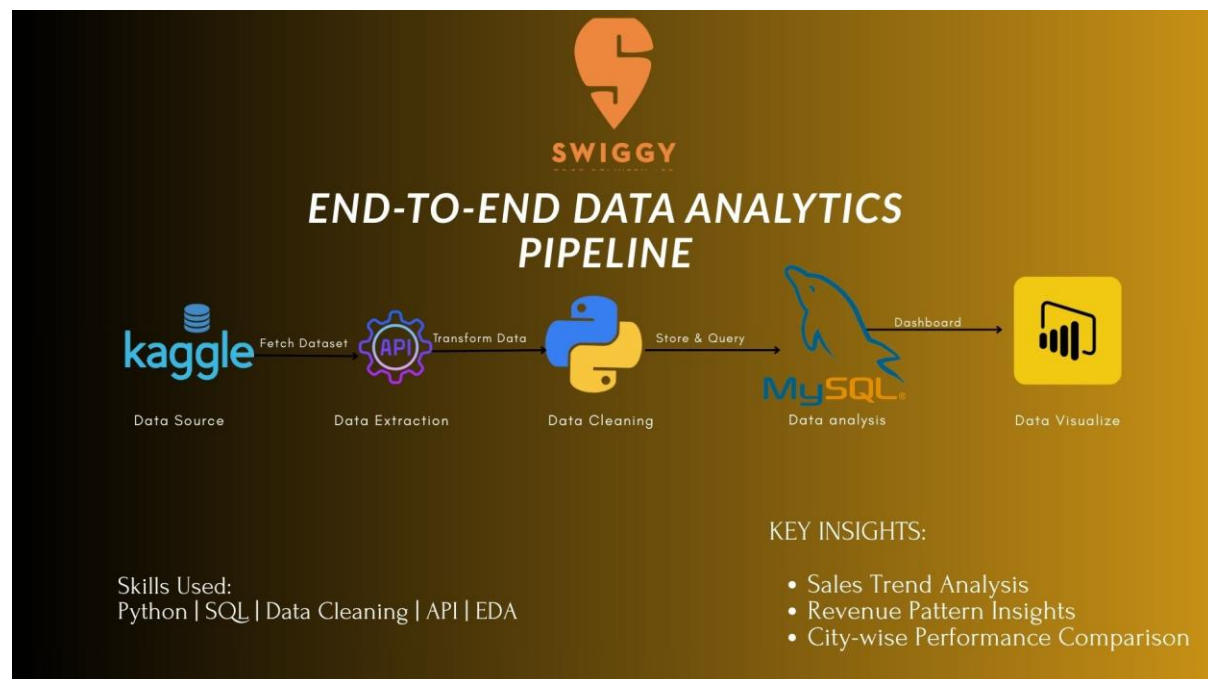 SWIGGY
END-TO-END DATA ANALYTICS
PIPELINE
kaggle
Fetch Dataset
API
Transform Data
Store & Query
MySQL®
Dashboard
Data Source
Data Extraction
Data Cleaning
Data analysis
Data Visualize
KEY INSIGHTS:
• Sales Trend Analysis
• Revenue Pattern Insights
• City-wise Performance Comparison
Skills Used:
Python | SQL | Data Cleaning | API | EDA